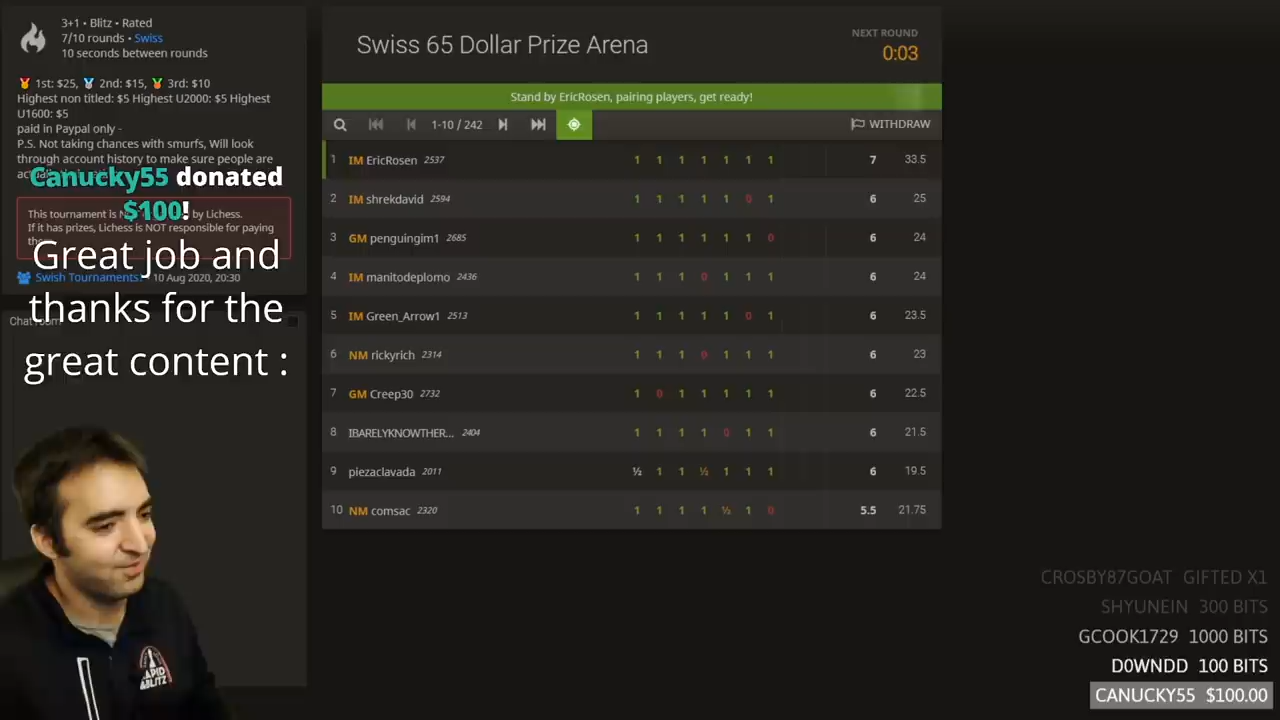 3+1 • Blitz • Rated
7/10 rounds • Swiss
10 seconds between rounds
1st: $25, 2nd: $15, 3rd: $10
Highest non titled: $5 Highest U2000: $5 Highest
U1600: $5
paid in Paypal only -
P.S. Not taking chances with smurfs, Will look
through account history to make sure people are
Canucky55 donated
$100!
This tournament is by Lichess.
If it has prizes, Lichess is NOT responsible for paying
Great job and
thanks for the
great content :
Swish Tournaments • 10 Aug 2020, 20:30
Chat room
Swiss 65 Dollar Prize Arena
NEXT ROUND
0:03
Stand by EricRosen, pairing players, get ready!
1-10 / 242
WITHDRAW
1 IM EricRosen 2537 1 1 1 1 1 1 1 7 33.5
2 IM shrekdavid 2594 1 1 1 1 1 0 1 6 25
3 GM penguingim1 2685 1 1 1 1 1 1 0 6 24
4 IM manitodeplomo 2436 1 1 1 0 1 1 1 6 24
5 IM Green_Arrow1 2513 1 1 1 1 1 0 1 6 23.5
6 NM rickyrich 2314 1 1 1 0 1 1 1 6 23
7 GM Creep30 2732 1 0 1 1 1 1 1 6 22.5
8 IBARELYKNOWTHER... 2404 1 1 1 1 0 1 1 6 21.5
9 piezaclavada 2011 ½ 1 1 ½ 1 1 1 6 19.5
10 NM comsac 2320 1 1 1 1 ½ 1 0 5.5 21.75
RAPID
&BLITZ
CROSBY87GOAT GIFTED X1
SHYUNEIN 300 BITS
GCOOK1729 1000 BITS
D0WNDD 100 BITS
CANUCKY55 $100.00